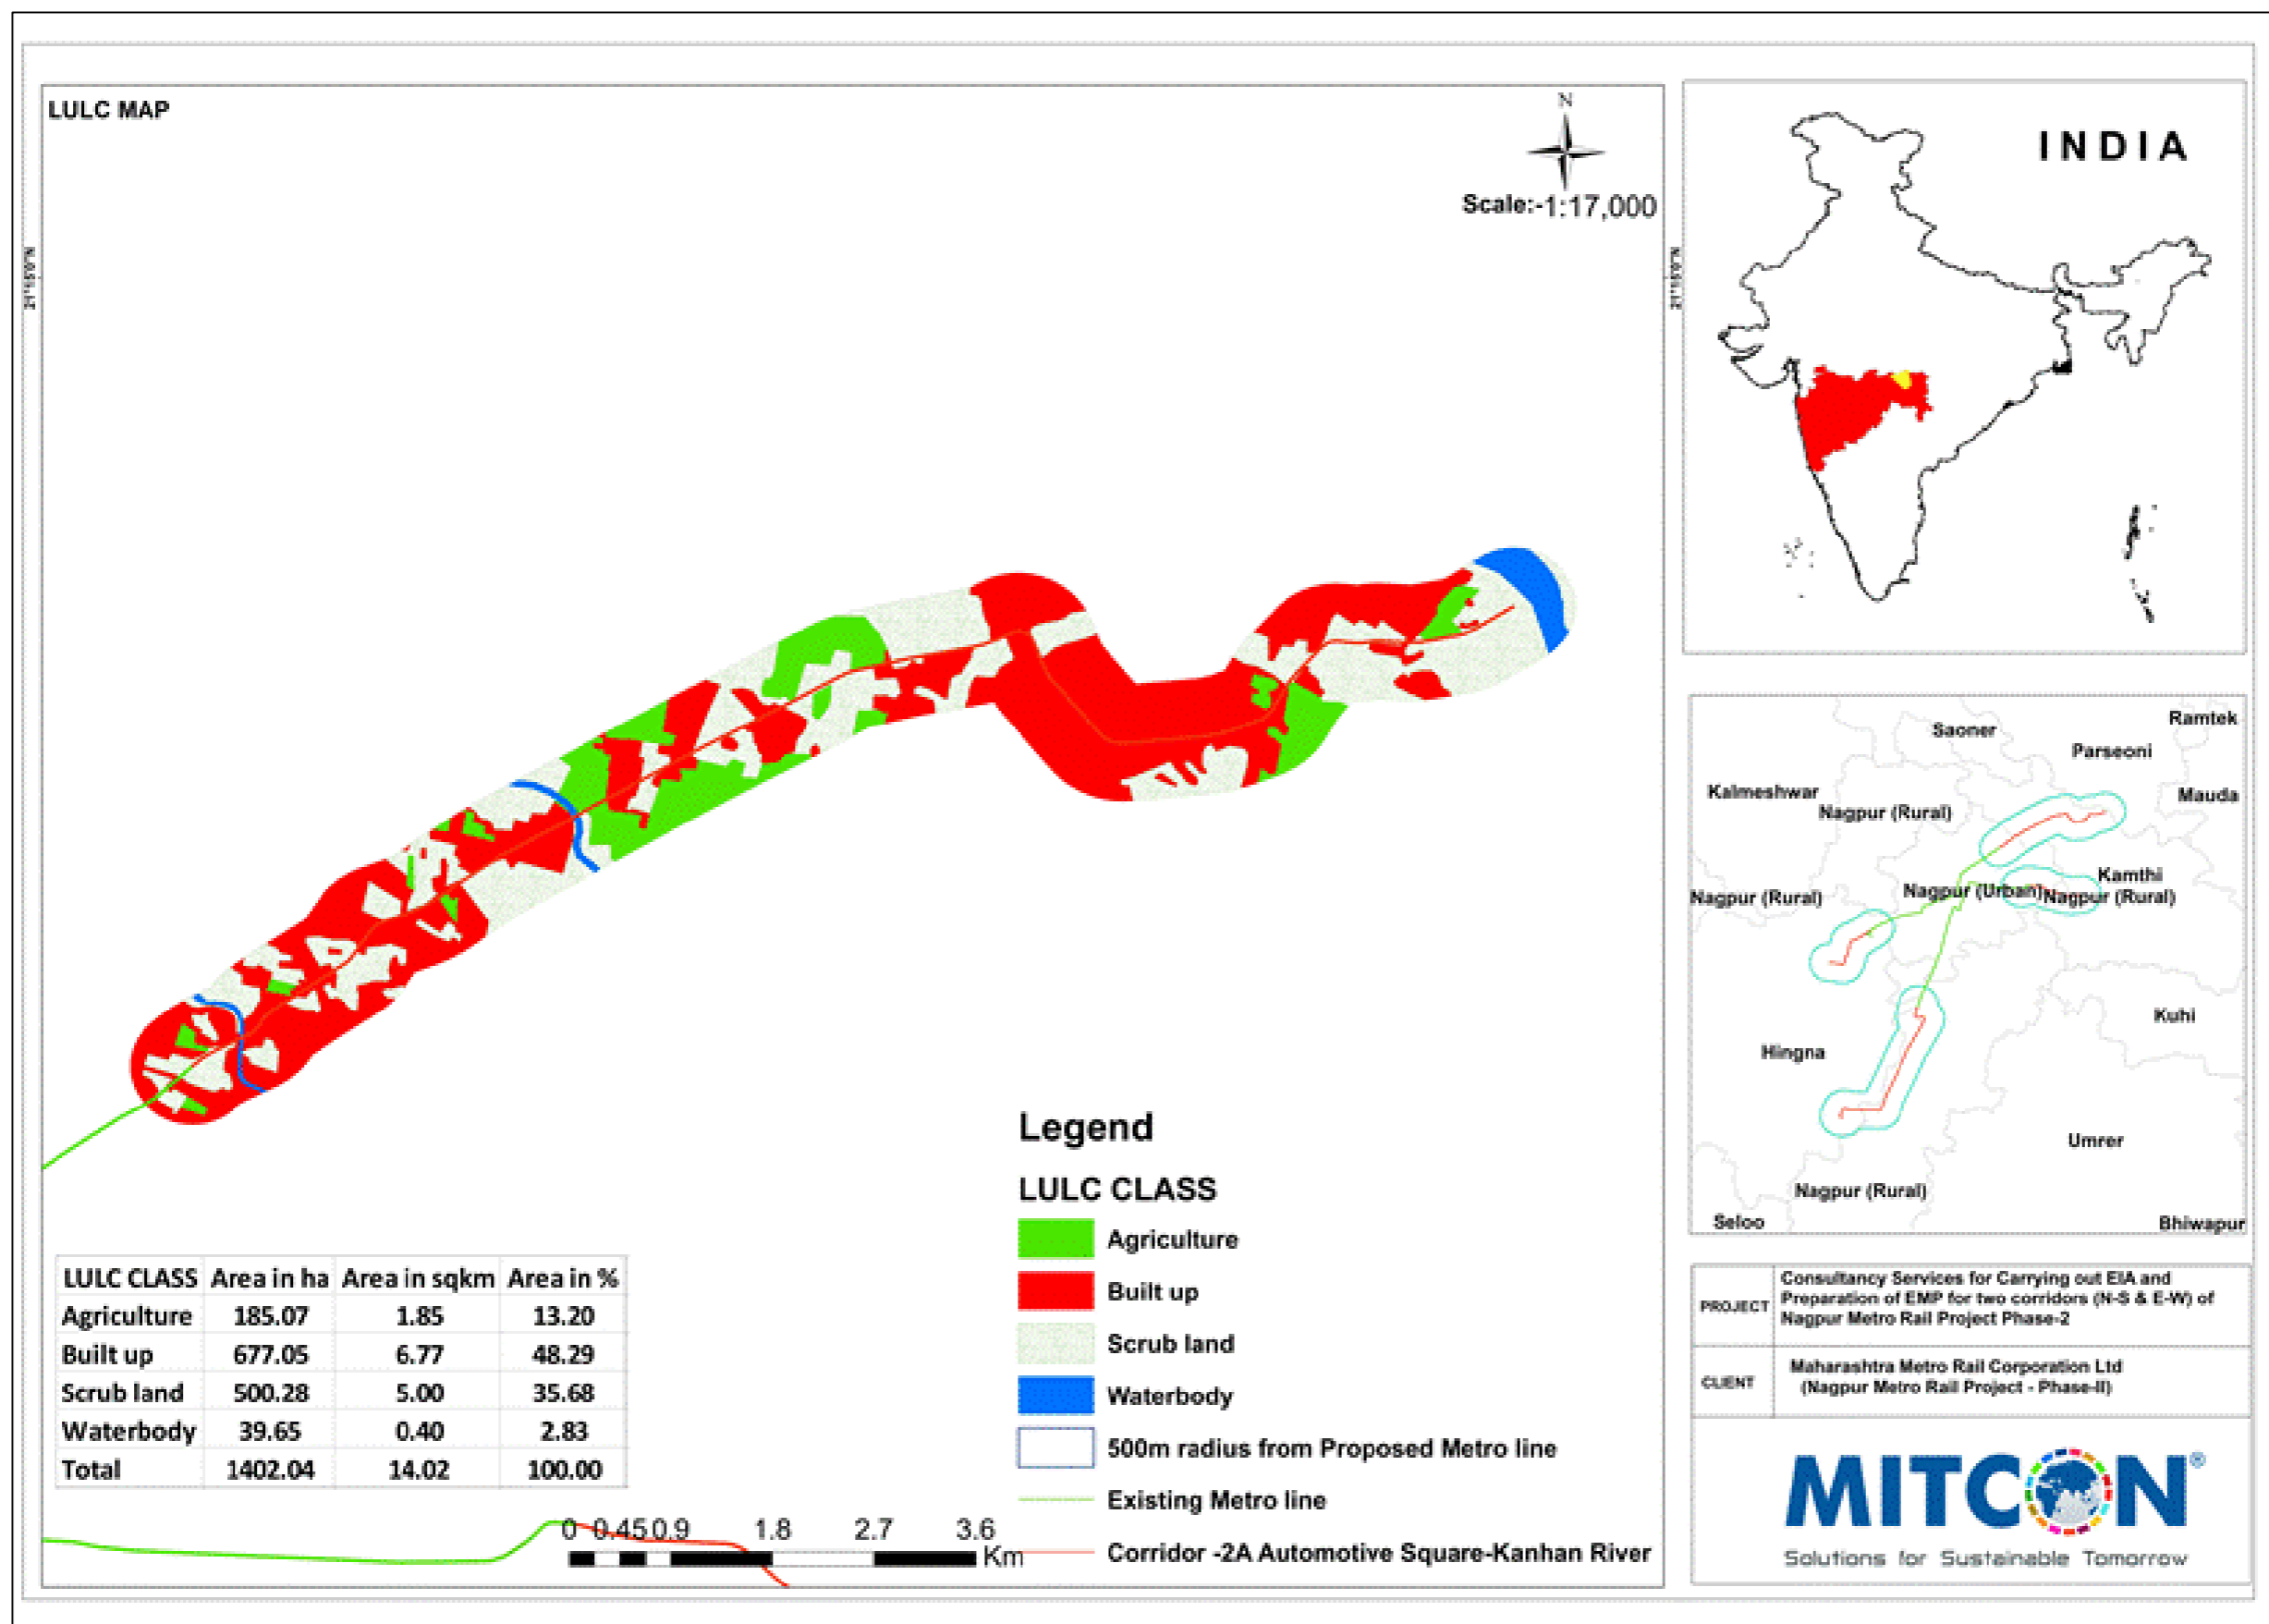 LULC MAP
N
Scale:-1:17,000
21°15'0"N
21°15'0"N
INDIA
Saoner
Ramtek
Parseoni
Kalmeshwar
Nagpur (Rural)
Mauda
Kamthi
Nagpur (Rural)
Nagpur (Urban)
Nagpur (Rural)
Kuhi
Hingna
Umrer
Nagpur (Rural)
Seloo
Bhiwapur
Legend
LULC CLASS
Agriculture
Built up
Scrub land
Waterbody
500m radius from Proposed Metro line
Existing Metro line
Corridor -2A Automotive Square-Kanhan River
LULC CLASS Area in ha Area in sqkm Area in %
Agriculture 185.07 1.85 13.20
Built up 677.05 6.77 48.29
Scrub land 500.28 5.00 35.68
Waterbody 39.65 0.40 2.83
Total 1402.04 14.02 100.00
0 0.45 0.9 1.8 2.7 3.6
Km
PROJECT
Consultancy Services for Carrying out EIA and
Preparation of EMP for two corridors (N-S & E-W) of
Nagpur Metro Rail Project Phase-2
CLIENT
Maharashtra Metro Rail Corporation Ltd
(Nagpur Metro Rail Project - Phase-II)
MITCON®
Solutions for Sustainable Tomorrow